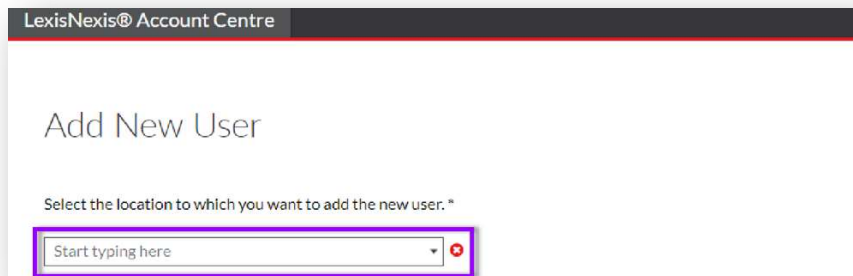 LexisNexis® Account Centre
Add New User
Select the location to which you want to add the new user. *
Start typing here